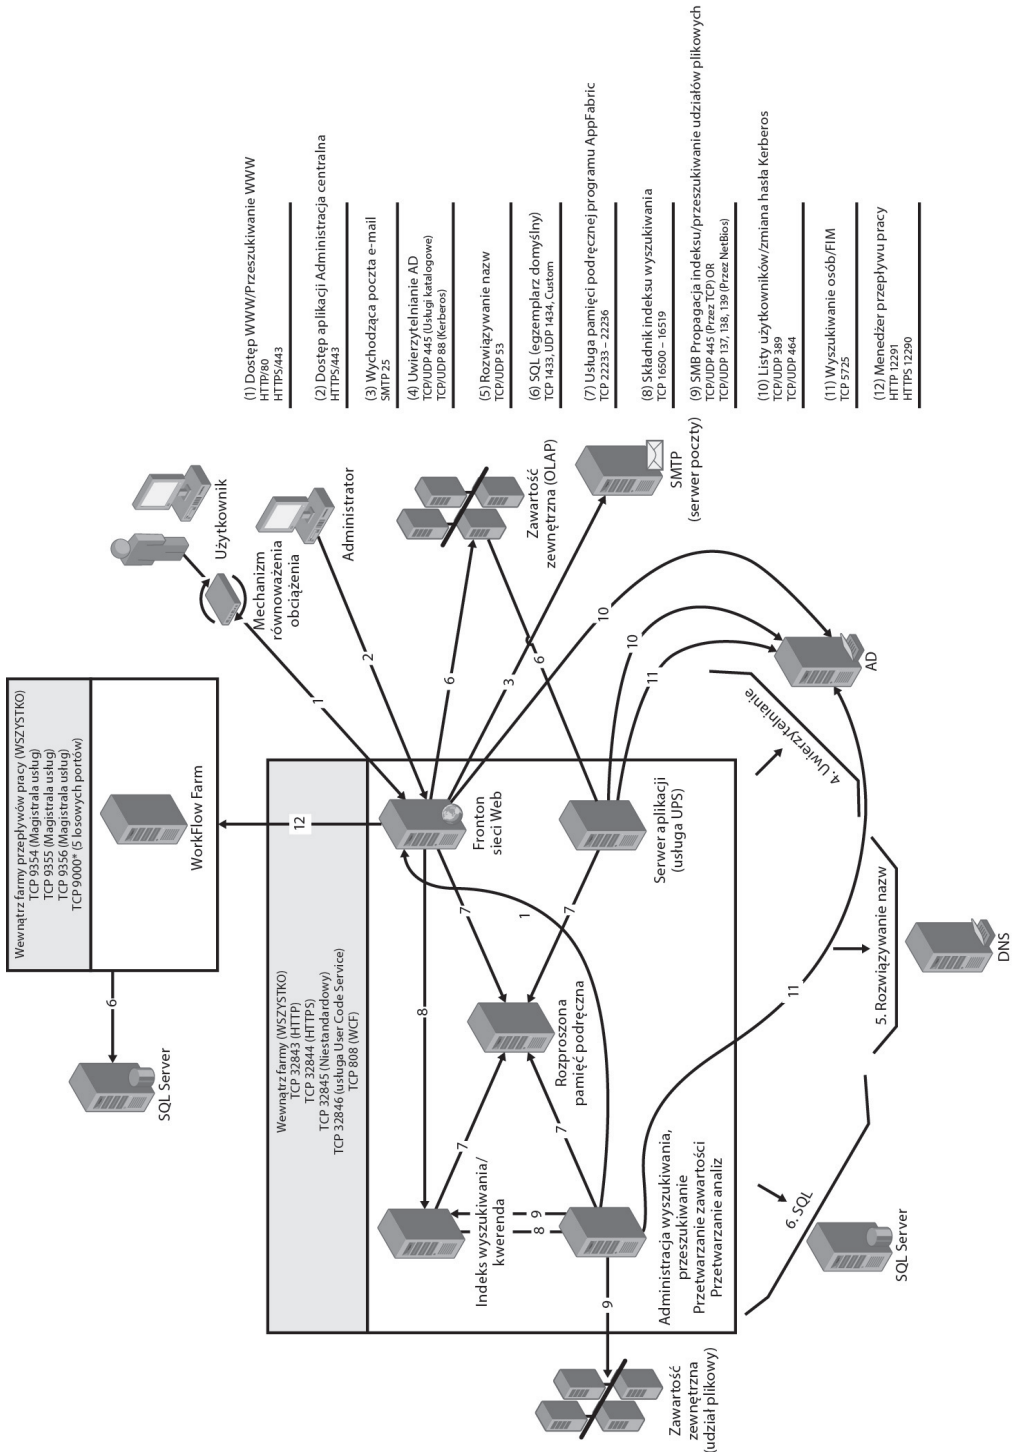 Wewnątrz farmy przepływów pracy (WSZYSTKO)
TCP 9354 (Magistrala usług)
TCP 9355 (Magistrala usług)
TCP 9356 (Magistrala usług)
TCP 9000* (5 losowych portów)
WorkFlow Farm
6
SQL Server
12
Użytkownik
Mechanizm
równoważenia
obciążenia
1
Administrator
2
Wewnątrz farmy (WSZYSTKO)
TCP 32843 (HTTP)
TCP 32844 (HTTPS)
TCP 32845 (Niestandardowy)
TCP 32846 (usługa User Code Service)
TCP 808 (WCF)
Fronton
sieci Web
8
7
1
6
3
6
10
Zawartość
zewnętrzna (OLAP)
SMTP
(serwer poczty)
Indeks wyszukiwania/
kwerenda
7
Rozproszona
pamięć podręczna
7
7
Serwer aplikacji
(usługa UPS)
10
11
8
9
9
Administracja wyszukiwania,
przeszukiwanie
Przetwarzanie zawartości
Przetwarzanie analiz
Zawartość
zewnętrzna
(udział plikowy)
11
6. SQL
SQL Server
5. Rozwiązywanie nazw
DNS
4. Uwierzytelnianie
AD
(1) Dostęp WWW/Przeszukiwanie WWW
HTTP/80
HTTPS/443
(2) Dostęp aplikacji Administracja centralna
HTTPS/443
(3) Wychodząca poczta e-mail
SMTP 25
(4) Uwierzytelnianie AD
TCP/UDP 445 (Usługi katalogowe)
TCP/UDP 88 (Kerberos)
(5) Rozwiązywanie nazw
TCP/UDP 53
(6) SQL (egzemplarz domyślny)
TCP 1433, UDP 1434, Custom
(7) Usługa pamięci podręcznej programu AppFabric
TCP 22233 – 22236
(8) Składnik indeksu wyszukiwania
TCP 16500 – 16519
(9) SMB Propagacja indeksu/przeszukiwanie udziałów plikowych
TCP/UDP 445 (Przez TCP) OR
TCP/UDP 137, 138, 139 (Przez NetBios)
(10) Listy użytkowników/zmiana hasła Kerberos
TCP/UDP 389
TCP/UDP 464
(11) Wyszukiwanie osób/FIM
TCP 5725
(12) Menedżer przepływu pracy
HTTP 12291
HTTPS 12290